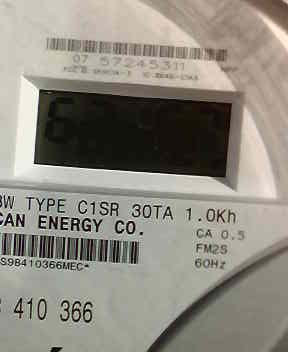 07 57245311
3W TYPE C1SR 30TA 1.0Kh
CAN ENERGY CO.
CA 0.5
FM2S
60Hz
S98410366MEC*
410 366